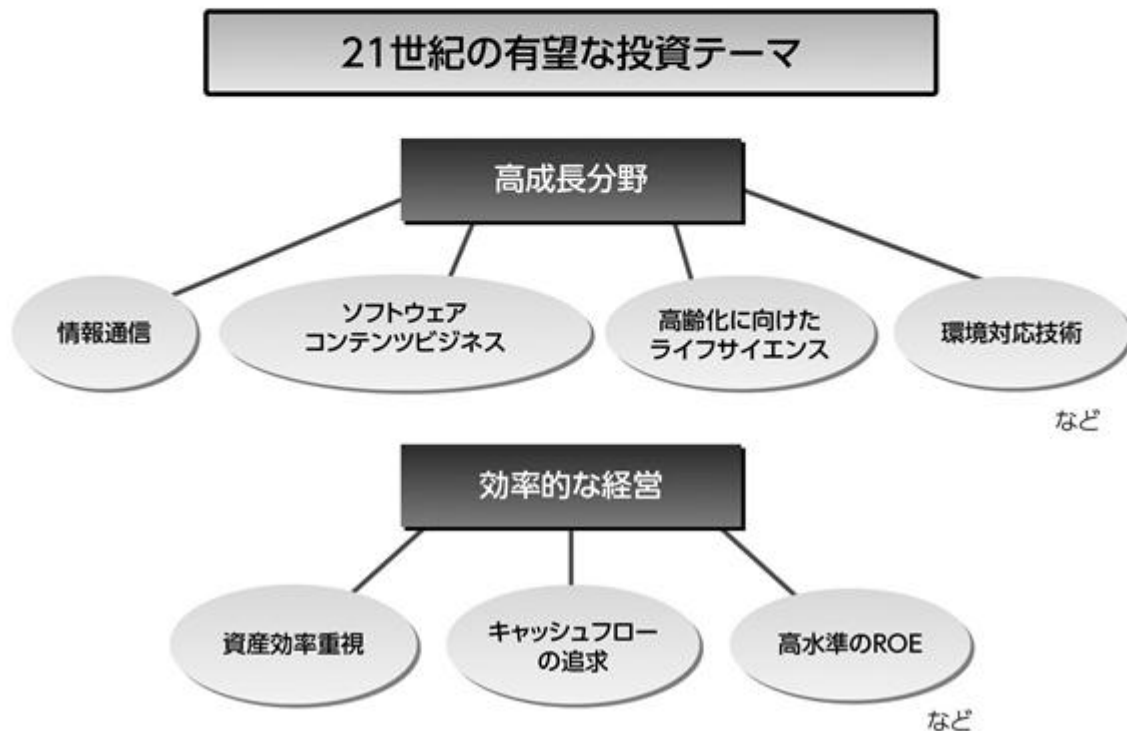 21世紀の有望な投資テーマ
高成長分野
情報通信
ソフトウェア
コンテンツビジネス
高齢化に向けた
ライフサイエンス
環境対応技術
など
効率的な経営
資産効率重視
キャッシュフロー
の追求
高水準のROE
など